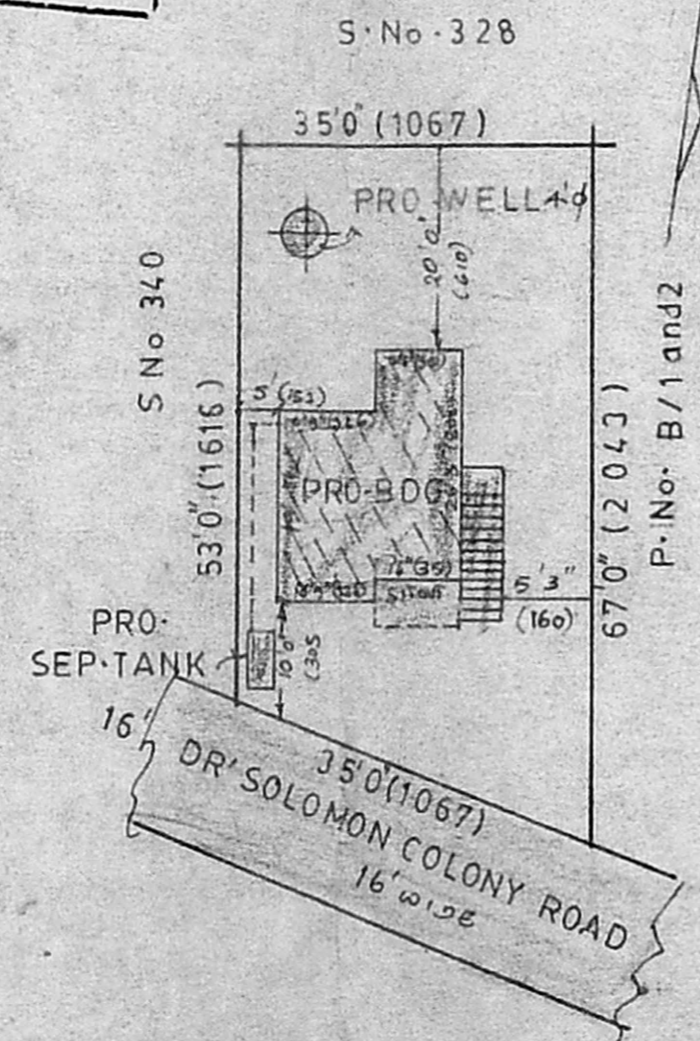 S·No·328
35'0" (1067)
PRO WELL 4'φ
20'0"
(610)
S No 340
53'0" (1616)
5' (153)
PRO-BDG
P·No· B/1 and 2
67'0" (2043)
5'3"
(160)
PRO·
SEP·TANK
10'0"
(305
16'
35'0" (1067)
DR' SOLOMON COLONY ROAD
16' WIDE